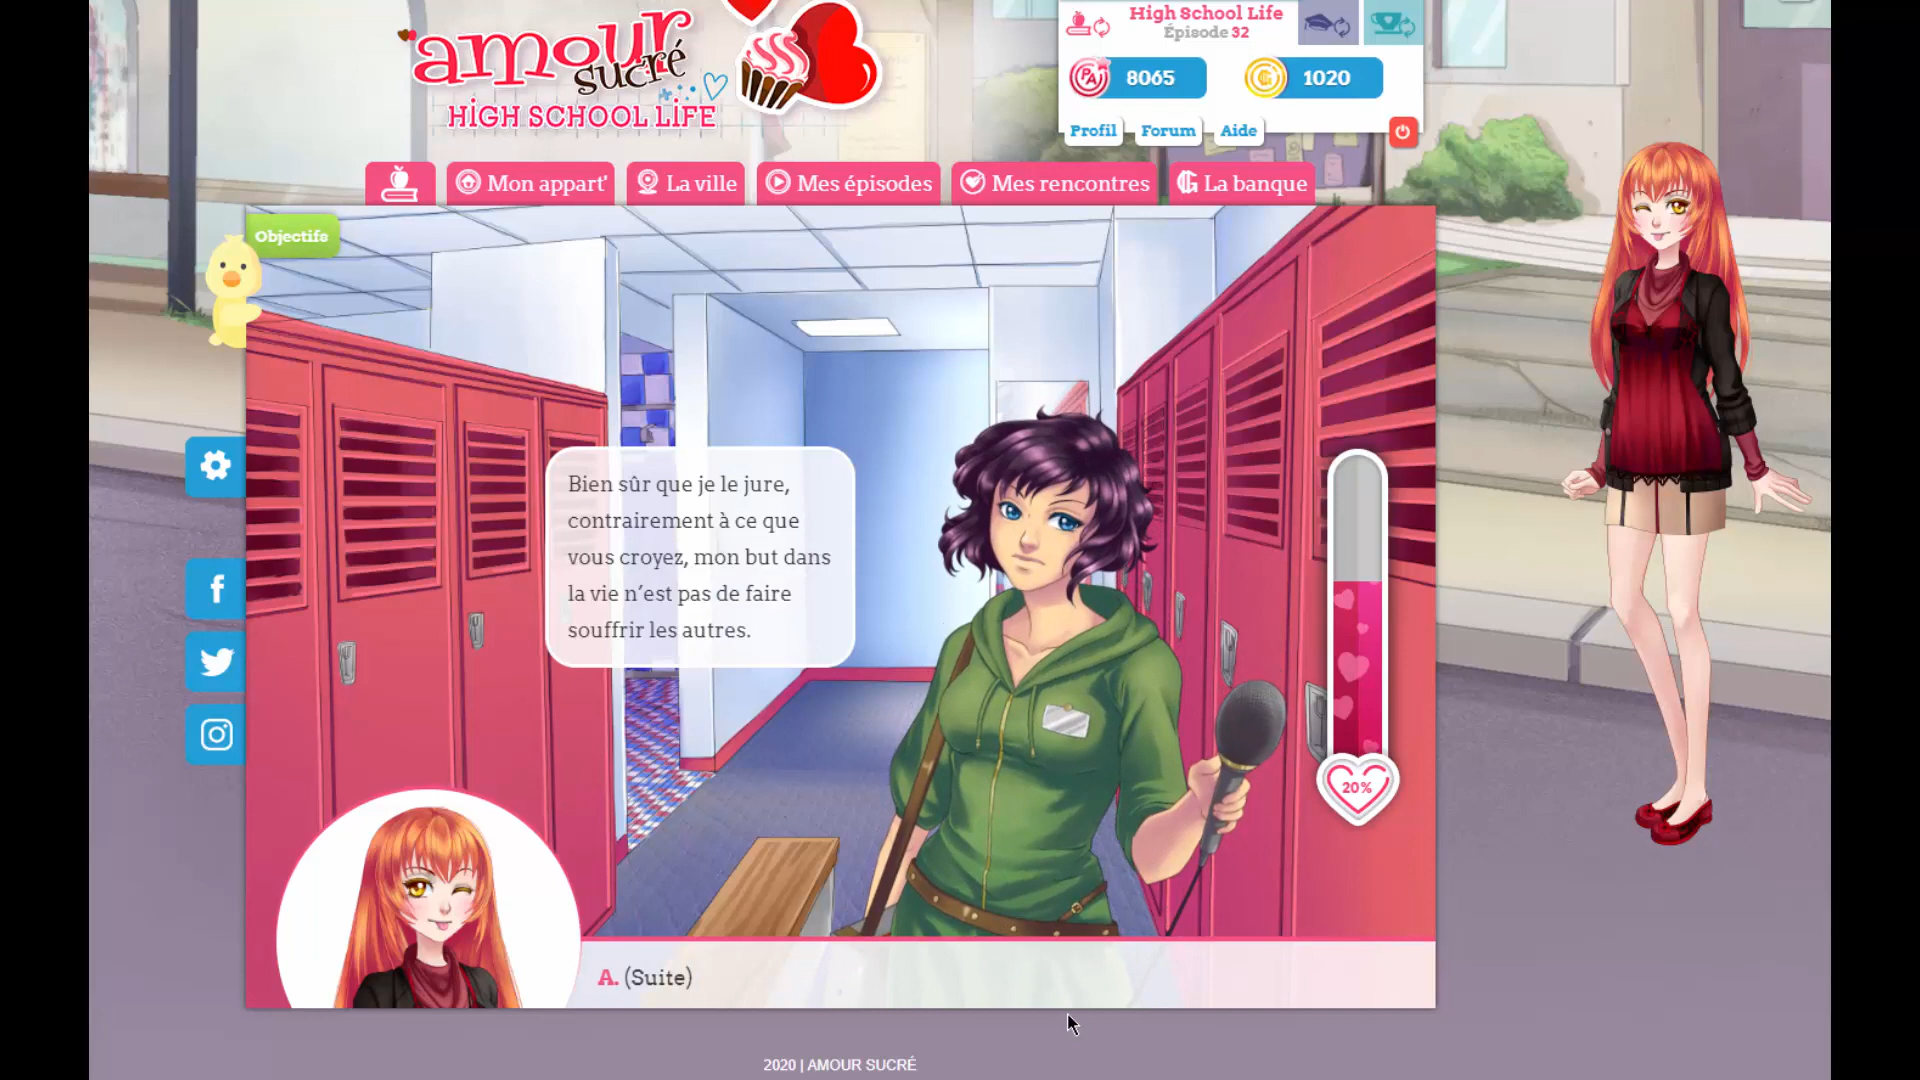 amour
sucré
HiGH SCHOOL LiFE
High School Life
Épisode 32
PA 8065
1020
Profil
Forum
Aide
Mon appart'
La ville
Mes épisodes
Mes rencontres
La banque
Objectifs
Bien sûr que je le jure,
contrairement à ce que
vous croyez, mon but dans
la vie n’est pas de faire
souffrir les autres.
20%
A. (Suite)
2020 | AMOUR SUCRÉ